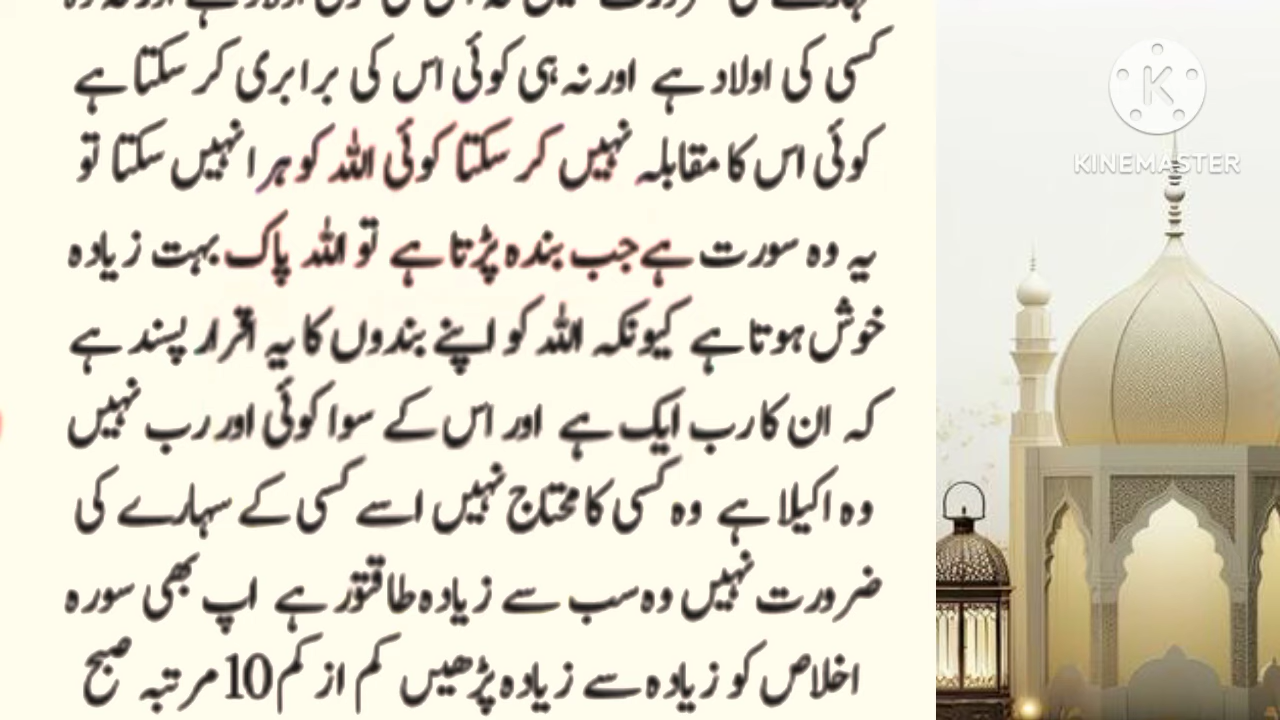 کسی کی اولاد ہے اور نہ ہی کوئی اس کی برابری کر سکتا ہے
کوئی اس کا مقابلہ نہیں کر سکتا کوئی اللہ کو ہرا نہیں سکتا تو
یہ وہ سورت ہے جب بندہ پڑتا ہے تو اللہ پاک بہت زیادہ
خوش ہوتا ہے کیونکہ اللہ کو اپنے بندوں کا یہ اقرار پسند ہے
کہ ان کا رب ایک ہے اور اس کے سوا کوئی اور رب نہیں
وہ اکیلا ہے وہ کسی کا محتاج نہیں اسے کسی کے سہارے کی
ضرورت نہیں وہ سب سے زیادہ طاقتور ہے اپ بھی سورہ
اخلاص کو زیادہ سے زیادہ پڑھیں کم از کم 10 مرتبہ صبح
K
KINEMASTER